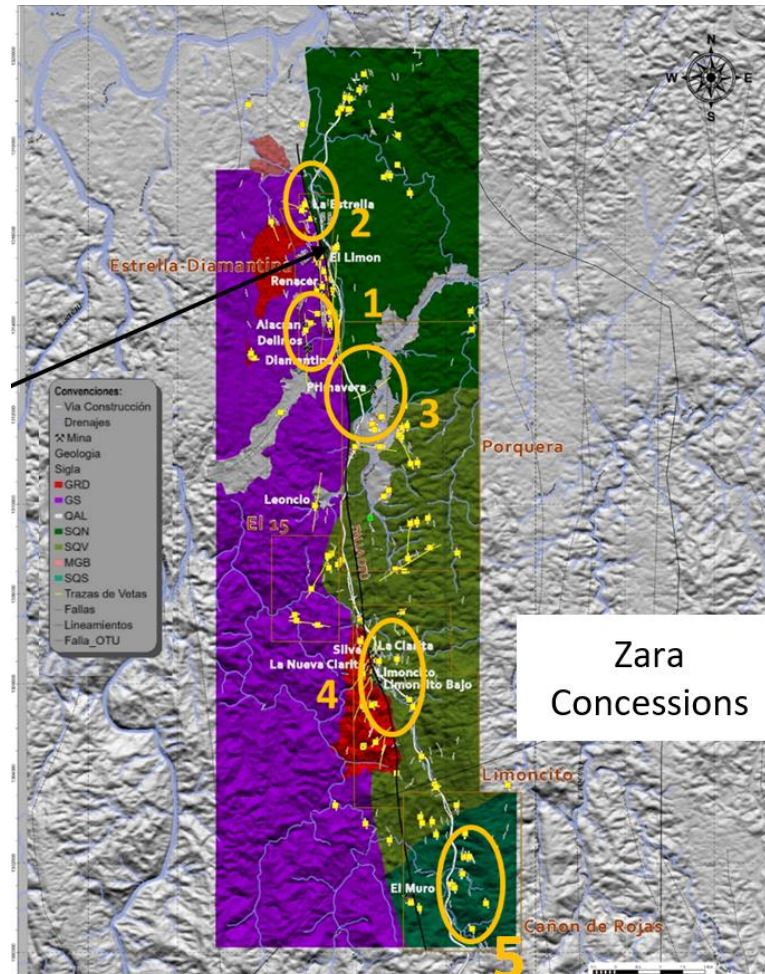 N
W E
S
La Estrella
2
El Limon
Estrella-Diamantina
Renacer
1
Alacran
Delirios
Diamantina
Primavera
3
Convenciones:
Via Construcción
Drenajes
Mina
Geologia
Sigla
GRD
GS
QAL
SQN
SQV
MGB
SQS
Trazas de Vetas
Fallas
Lineamientos
Falla_OTU
Porquera
Leoncio
El 15
Silva
La Clarita
La Nueva Clarit
Limoncito
Limoncito Bajo
4
Zara
Concessions
Limoncito
El Muro
Cañon de Rojas
5